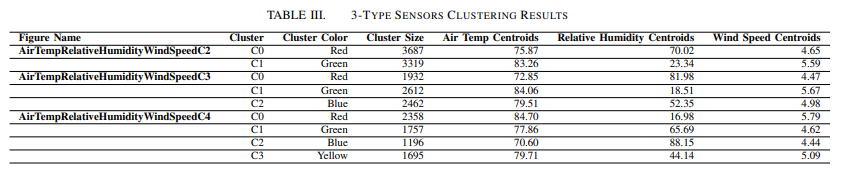 TABLE III. 3-TYPE SENSORS CLUSTERING RESULTS
Figure Name Cluster Cluster Color Cluster Size Air Temp Centroids Relative Humidity Centroids Wind Speed Centroids
AirTempRelativeHumidityWindSpeedC2 C0 Red 3687 75.87 70.02 4.65
C1 Green 3319 83.26 23.34 5.59
AirTempRelativeHumidityWindSpeedC3 C0 Red 1932 72.85 81.98 4.47
C1 Green 2612 84.06 18.51 5.67
C2 Blue 2462 79.51 52.35 4.98
AirTempRelativeHumidityWindSpeedC4 C0 Red 2358 84.70 16.98 5.79
C1 Green 1757 77.86 65.69 4.62
C2 Blue 1196 70.60 88.15 4.44
C3 Yellow 1695 79.71 44.14 5.09